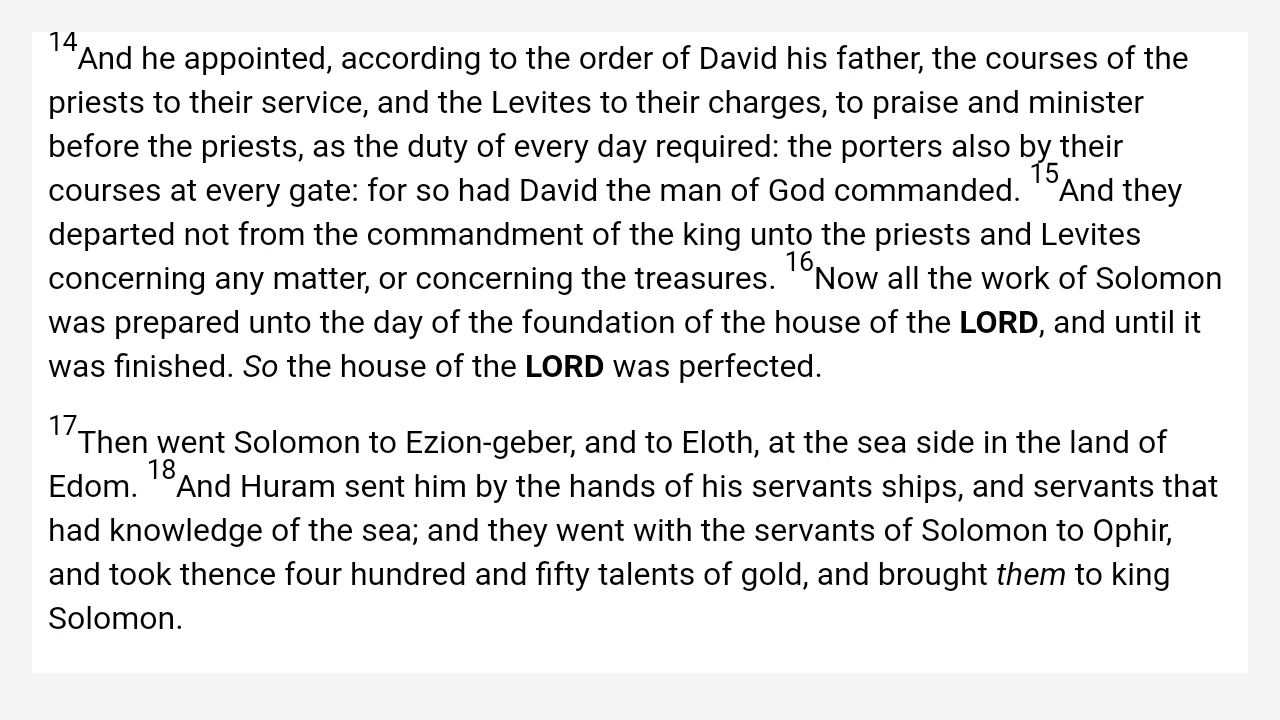 14And he appointed, according to the order of David his father, the courses of the
priests to their service, and the Levites to their charges, to praise and minister
before the priests, as the duty of every day required: the porters also by their
courses at every gate: for so had David the man of God commanded. 15And they
departed not from the commandment of the king unto the priests and Levites
concerning any matter, or concerning the treasures. 16Now all the work of Solomon
was prepared unto the day of the foundation of the house of the LORD, and until it
was finished. So the house of the LORD was perfected.
17Then went Solomon to Ezion-geber, and to Eloth, at the sea side in the land of
Edom. 18And Huram sent him by the hands of his servants ships, and servants that
had knowledge of the sea; and they went with the servants of Solomon to Ophir,
and took thence four hundred and fifty talents of gold, and brought them to king
Solomon.